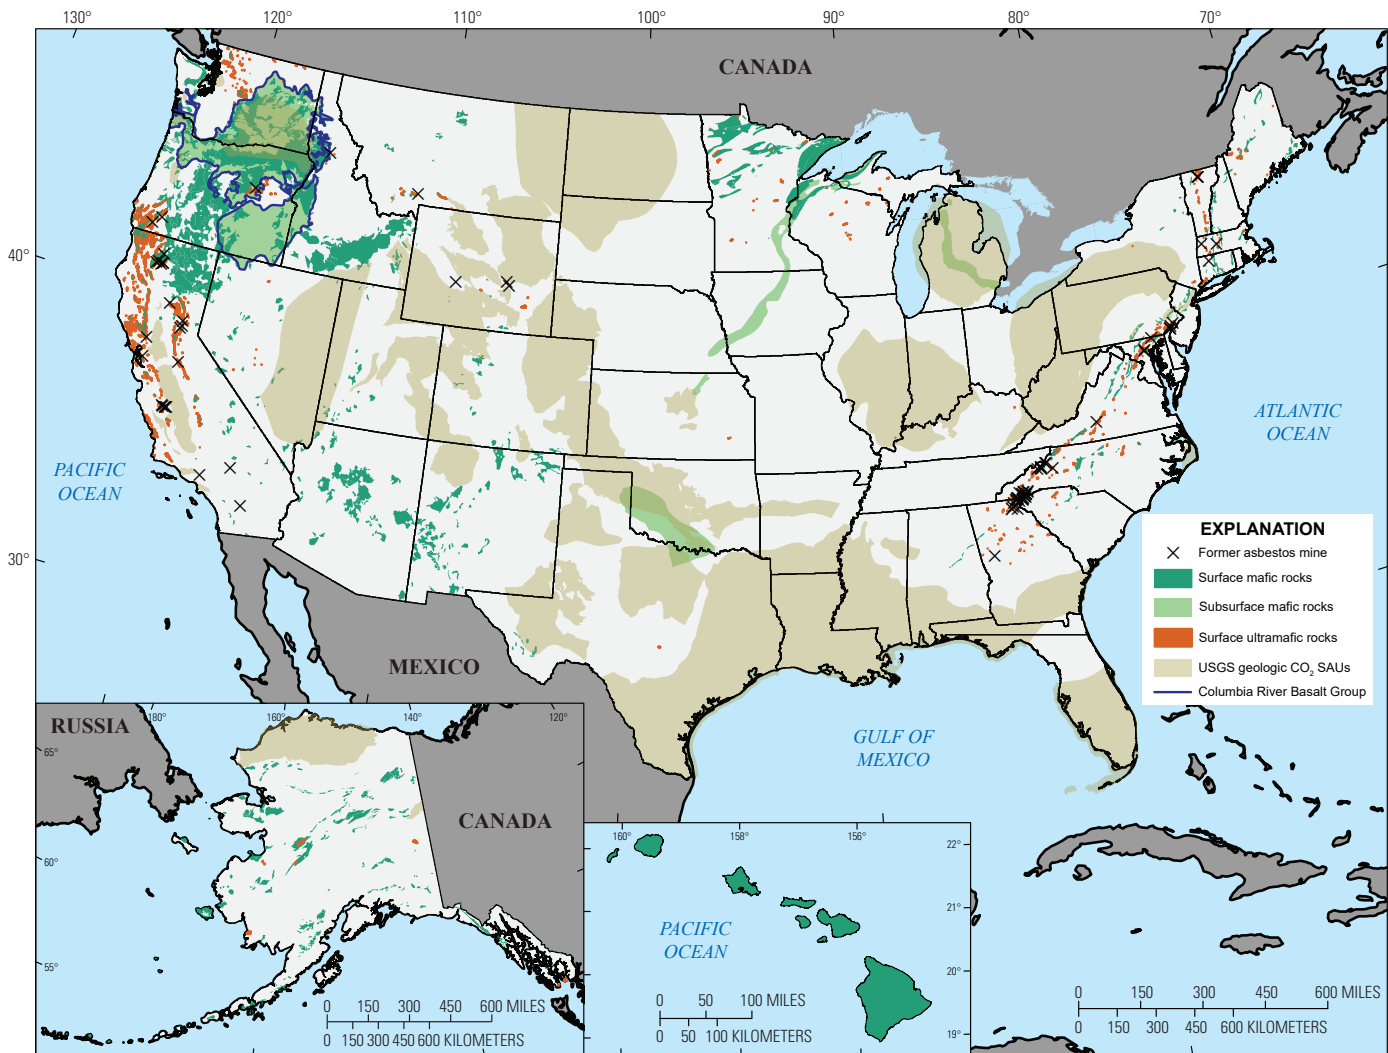 130°
120°
110°
100°
90°
80°
70°
40°
30°
CANADA
PACIFIC
OCEAN
ATLANTIC
OCEAN
MEXICO
GULF OF
MEXICO
EXPLANATION
Former asbestos mine
Surface mafic rocks
Subsurface mafic rocks
Surface ultramafic rocks
USGS geologic CO₂ SAUs
Columbia River Basalt Group
180°
160°
140°
120°
65°
60°
55°
RUSSIA
CANADA
0 150 300 450 600 MILES
0 150 300 450 600 KILOMETERS
160°
158°
156°
22°
21°
20°
19°
PACIFIC
OCEAN
0 50 100 MILES
0 50 100 KILOMETERS
0 150 300 450 600 MILES
0 150 300 450 600 KILOMETERS